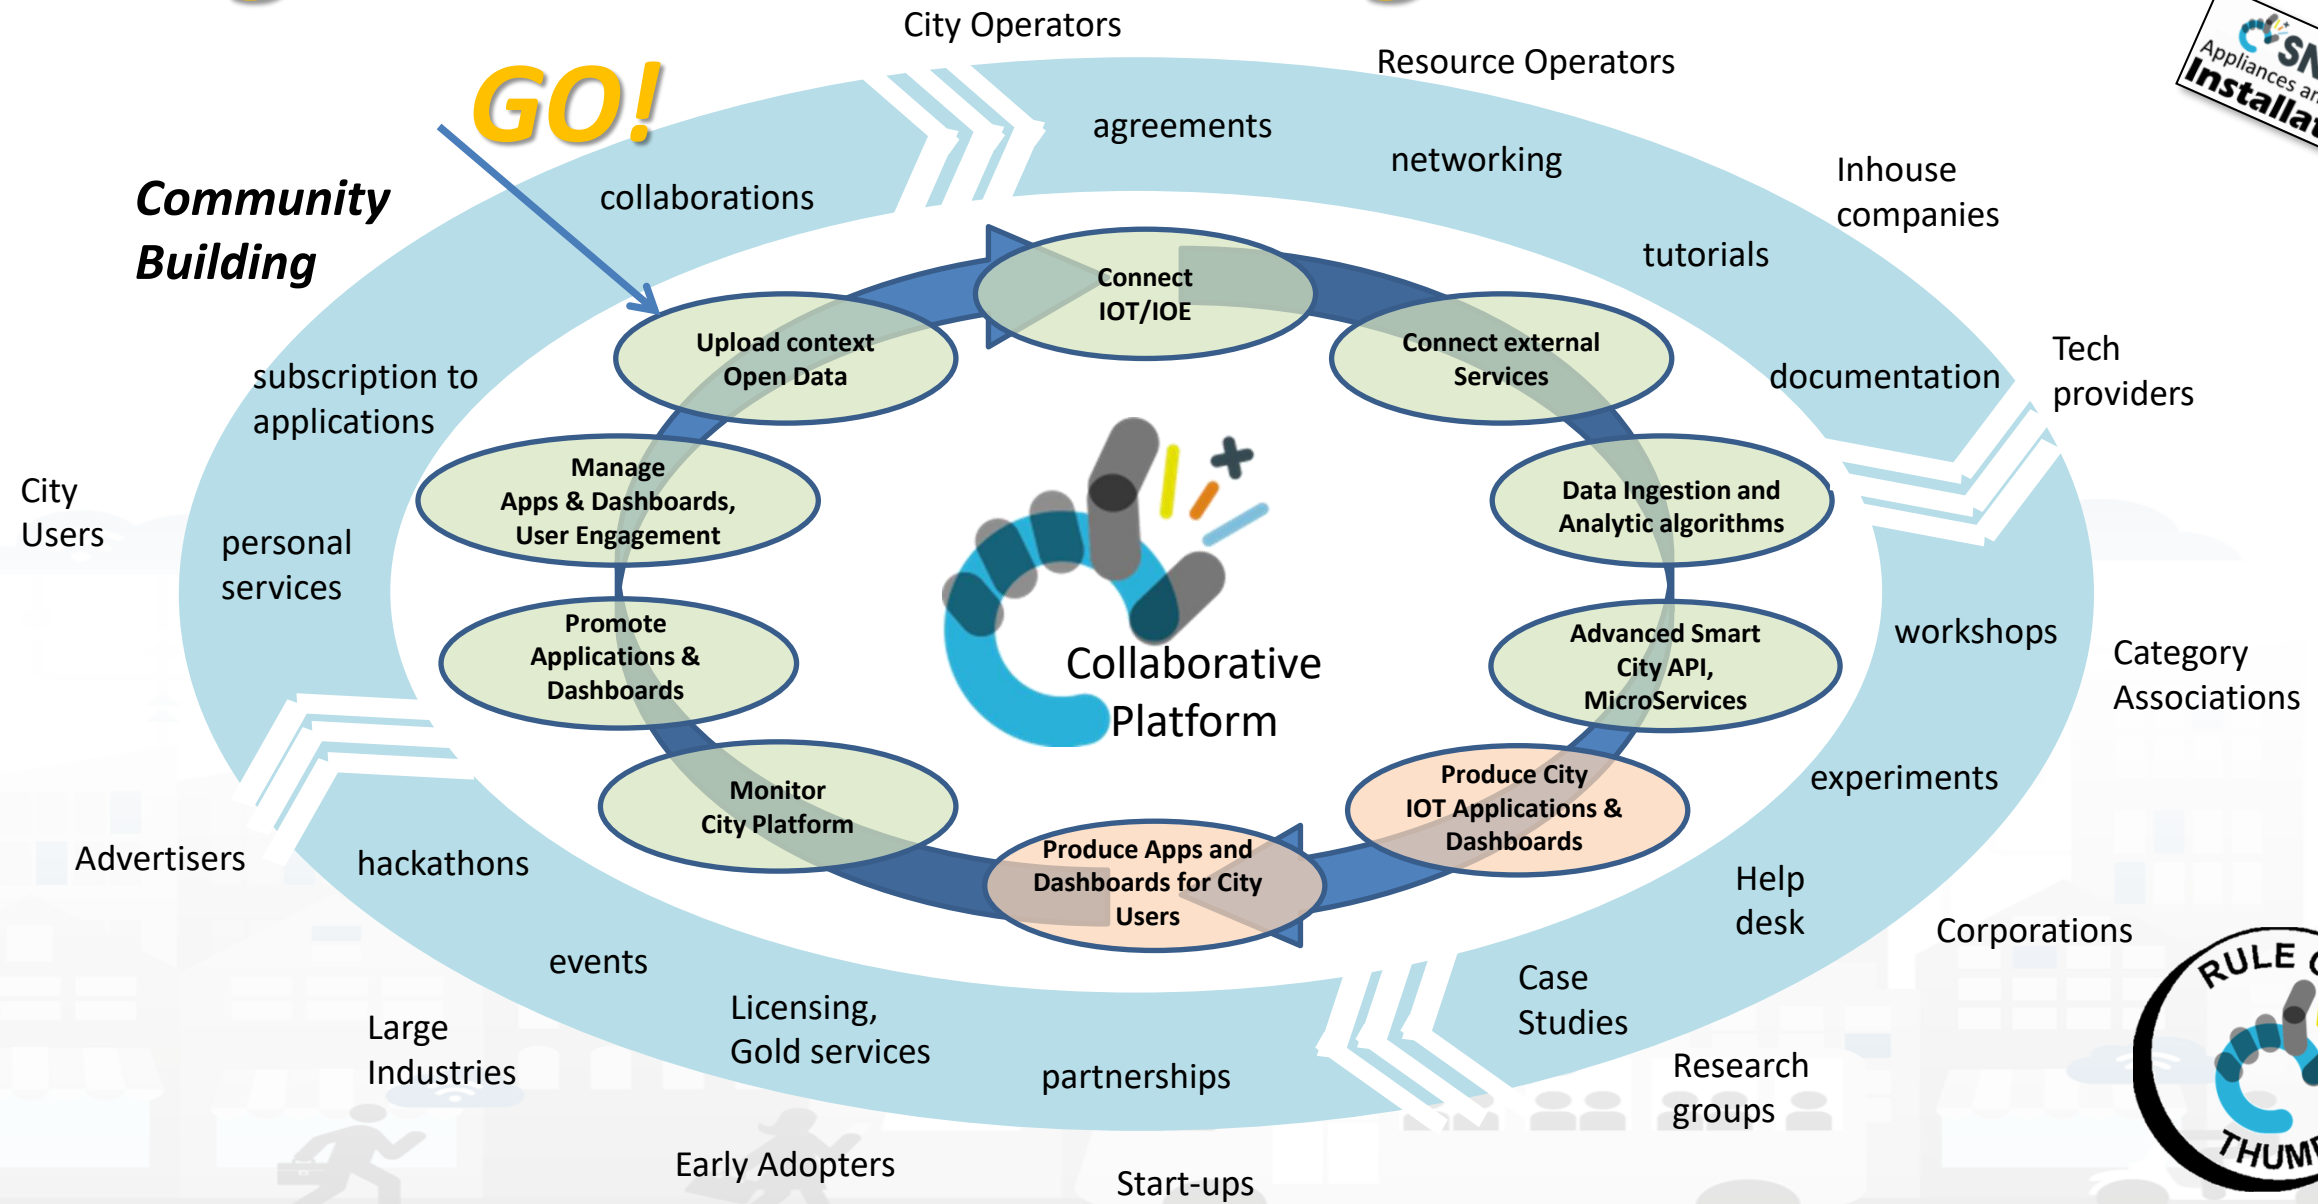 City Operators
Resource Operators
GO!
Appliances
agreements
networking
Inhouse
companies
Community
Building
collaborations
tutorials
Connect
IOT/IOE
Upload context
Open Data
Connect external
Services
Tech
providers
documentation
subscription to
applications
Manage
Apps & Dashboards,
User Engagement
Data Ingestion and
Analytic algorithms
City
Users
personal
services
Promote
Applications &
Dashboards
Collaborative
Platform
Advanced Smart
City API,
MicroServices
workshops
Category
Associations
Monitor
City Platform
Produce City
IOT Applications &
Dashboards
experiments
Produce Apps and
Dashboards for City
Users
Advertisers
hackathons
Help
desk
Corporations
events
Case
Studies
Licensing,
Gold services
Large
Industries
partnerships
Research
groups
Early Adopters
Start-ups
RULE